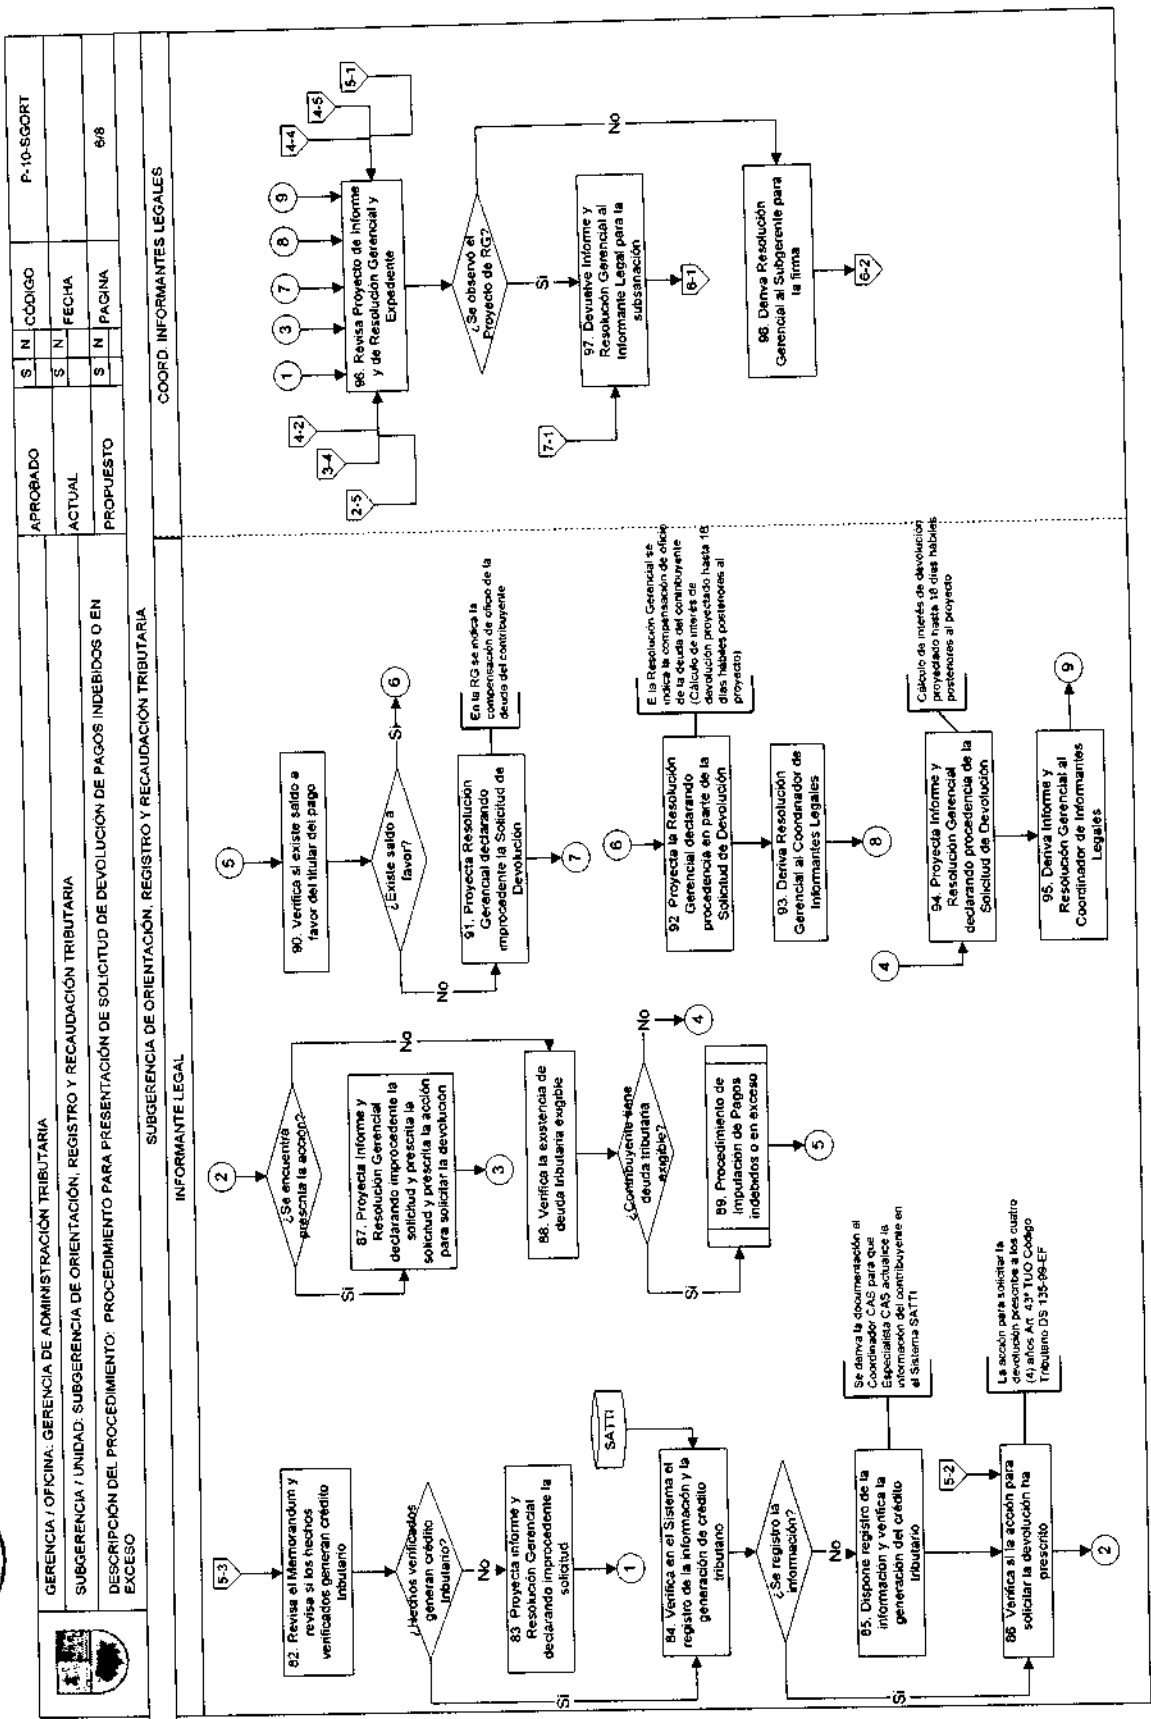 GERENCIA / OFICINA: GERENCIA DE ADMINISTRACIÓN TRIBUTARIA
SUBGERENCIA / UNIDAD: SUBGERENCIA DE ORIENTACIÓN, REGISTRO Y RECAUDACIÓN TRIBUTARIA
DESCRIPCIÓN DEL PROCEDIMIENTO: PROCEDIMIENTO PARA PRESENTACIÓN DE SOLICITUD DE DEVOLUCIÓN DE PAGOS INDEBIDOS O EN
EXCESO
APROBADO S N CÓDIGO P-10-SGORT
ACTUAL S N FECHA
PROPUESTO S N PAGINA 6/8
SUBGERENCIA DE ORIENTACIÓN, REGISTRO Y RECAUDACIÓN TRIBUTARIA
INFORMANTE LEGAL
COORD. INFORMANTES LEGALES
5-3
82. Revisa el Memorandum y
revisa si los hechos
verificados generan crédito
tributario
¿Hechos verificados
generan crédito
tributario?
No
Si
83 Proyecta informe y
Resolución Gerencial
declarando improcedente la
solicitud
1
SATTI
84. Verifica en el Sistema el
registro de la información y la
generación de crédito
tributario
¿Se registro la
información?
No
Si
85. Dispone registro de la
información y verifica la
generación del crédito
tributario
Se deriva la documentación al
Coordinador CAS para que
Especialista CAS actualice la
información del contribuyente en
el Sistema SATTI
5-2
86 Verifica si la acción para
solicitar la devolución ha
prescrito
La acción para solicitar la
devolución prescribe a los cuatro
(4) años Art. 43° TUO Código
Tributario DS 135-99-EF
2
2
¿Se encuentra
prescrita la acción?
No
Si
87. Proyecta Informe y
Resolución Gerencial
declarando improcedente la
solicitud y prescrita la
solicitud y prescrita la acción
para solicitar la devolución
3
88. Verifica la existencia de
deuda tributaria exigible
¿Contribuyente tiene
deuda tributaria
exigible?
No
4
Si
89. Procedimiento de
Imputación de Pagos
indebidos o en exceso
5
5
90. Verifica si existe saldo a
favor del titular del pago
¿Existe saldo a
favor?
Si
6
No
91. Proyecta Resolución
Gerencial declarando
improcedente la Solicitud de
Devolución
En la RG se indica la
compensación de oficio de la
deuda del contribuyente
7
6
92 Proyecta la Resolución
Gerencial declarando
procedencia en parte de la
Solicitud de Devolución
E la Resolución Gerencial se
indica la compensación de oficio
de la deuda del contribuyente
(Cálculo de interés de
devolución proyectado hasta 18
días hábiles posteriores al
proyecto)
93. Deriva Resolución
Gerencial al Coordinador de
Informantes Legales
8
4
94. Proyecta Informe y
Resolución Gerencial
declarando procedencia de la
Solicitud de Devolución
Cálculo de interés de devolución
proyectado hasta 18 días hábiles
posteriores al proyecto
95. Deriva Informe y
Resolución Gerencial al
Coordinador de Informantes
Legales
9
1
3
7
8
9
4-4
4-5
5-1
4-2
3-4
2-5
96. Revisa Proyecto de Informe
y de Resolución Gerencial y
Expediente
¿Se observó el
Proyecto de RG?
No
Si
7-1
97. Devuelve Informe y
Resolución Gerencial al
Informante Legal para la
subsanación
6-1
98. Deriva Resolución
Gerencial al Subgerente para
la firma
6-2